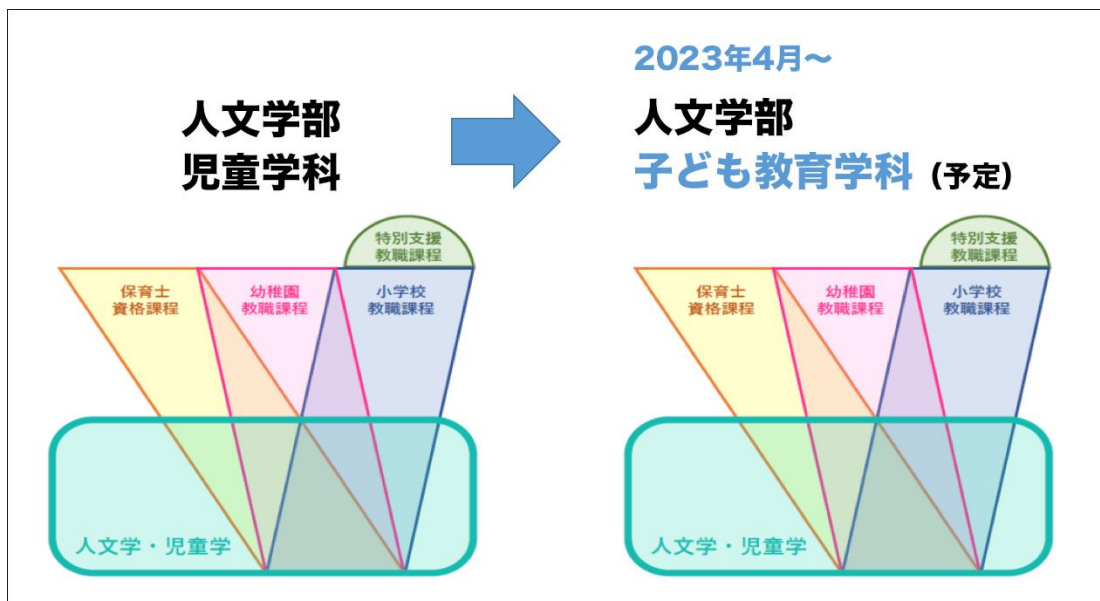 人文学部
児童学科
2023年4月〜
人文学部
子ども教育学科 (予定)
特別支援
教職課程
保育士
資格課程
幼稚園
教職課程
小学校
教職課程
人文学・児童学
特別支援
教職課程
保育士
資格課程
幼稚園
教職課程
小学校
教職課程
人文学・児童学